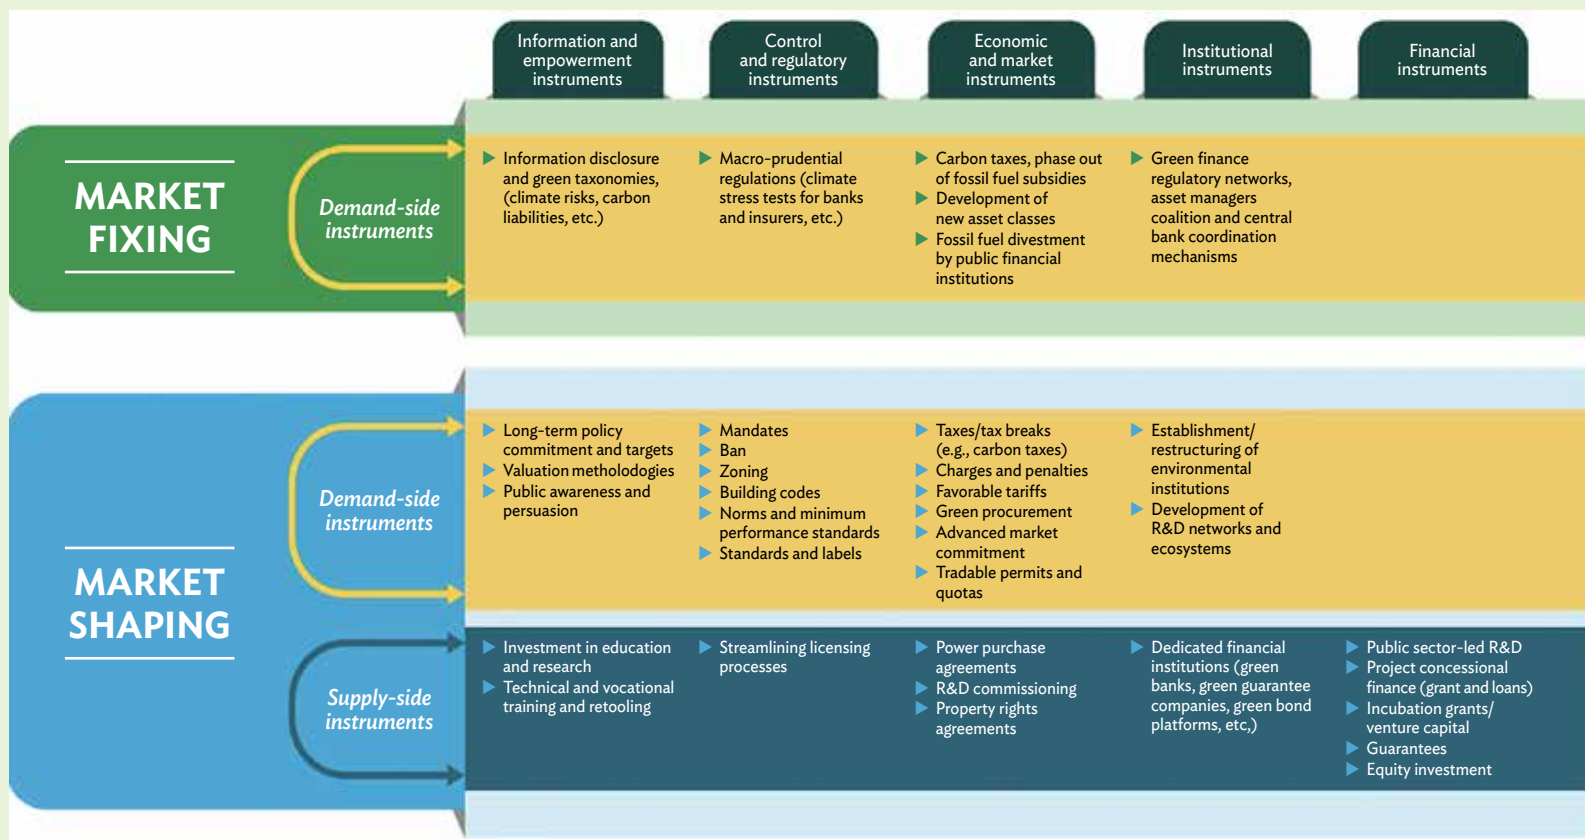 Information and
empowerment
instruments
Control
and regulatory
instruments
Economic
and market
instruments
Institutional
instruments
Financial
instruments
MARKET
FIXING
Demand-side
instruments
Information disclosure
and green taxonomies,
(climate risks, carbon
liabilities, etc.)
Macro-prudential
regulations (climate
stress tests for banks
and insurers, etc.)
Carbon taxes, phase out
of fossil fuel subsidies
Development of
new asset classes
Fossil fuel divestment
by public financial
institutions
Green finance
regulatory networks,
asset managers
coalition and central
bank coordination
mechanisms
MARKET
SHAPING
Demand-side
instruments
Long-term policy
commitment and targets
Valuation metholodogies
Public awareness and
persuasion
Mandates
Ban
Zoning
Building codes
Norms and minimum
performance standards
Standards and labels
Taxes/tax breaks
(e.g., carbon taxes)
Charges and penalties
Favorable tariffs
Green procurement
Advanced market
commitment
Tradable permits and
quotas
Establishment/
restructuring of
environmental
institutions
Development of
R&D networks and
ecosystems
Supply-side
instruments
Investment in education
and research
Technical and vocational
training and retooling
Streamlining licensing
processes
Power purchase
agreements
R&D commissioning
Property rights
agreements
Dedicated financial
institutions (green
banks, green guarantee
companies, green bond
platforms, etc,)
Public sector-led R&D
Project concessional
finance (grant and loans)
Incubation grants/
venture capital
Guarantees
Equity investment